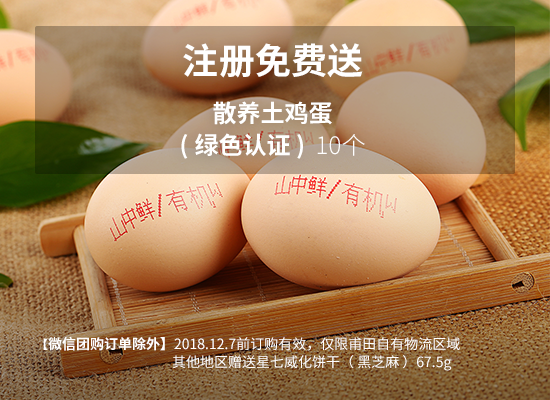 注册免费送
散养土鸡蛋
(绿色认证) 10个
山中鲜/有机
山中鲜/有机
【微信团购订单除外】2018.12.7前订购有效，仅限莆田自有物流区域
其他地区赠送星七威化饼干（黑芝麻）67.5g